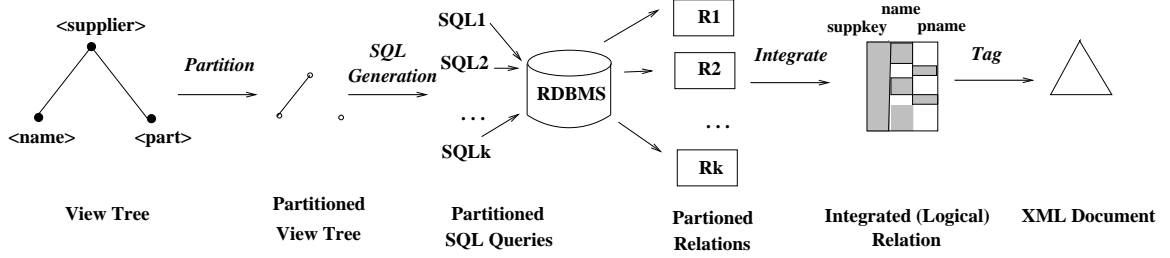 <supplier>
<name>
<part>
View Tree
Partition
Partitioned
View Tree
SQL
Generation
SQL1
SQL2
...
SQLk
Partitioned
SQL Queries
RDBMS
R1
R2
...
Rk
Partioned
Relations
Integrate
name
suppkey
pname
Integrated (Logical)
Relation
Tag
XML Document